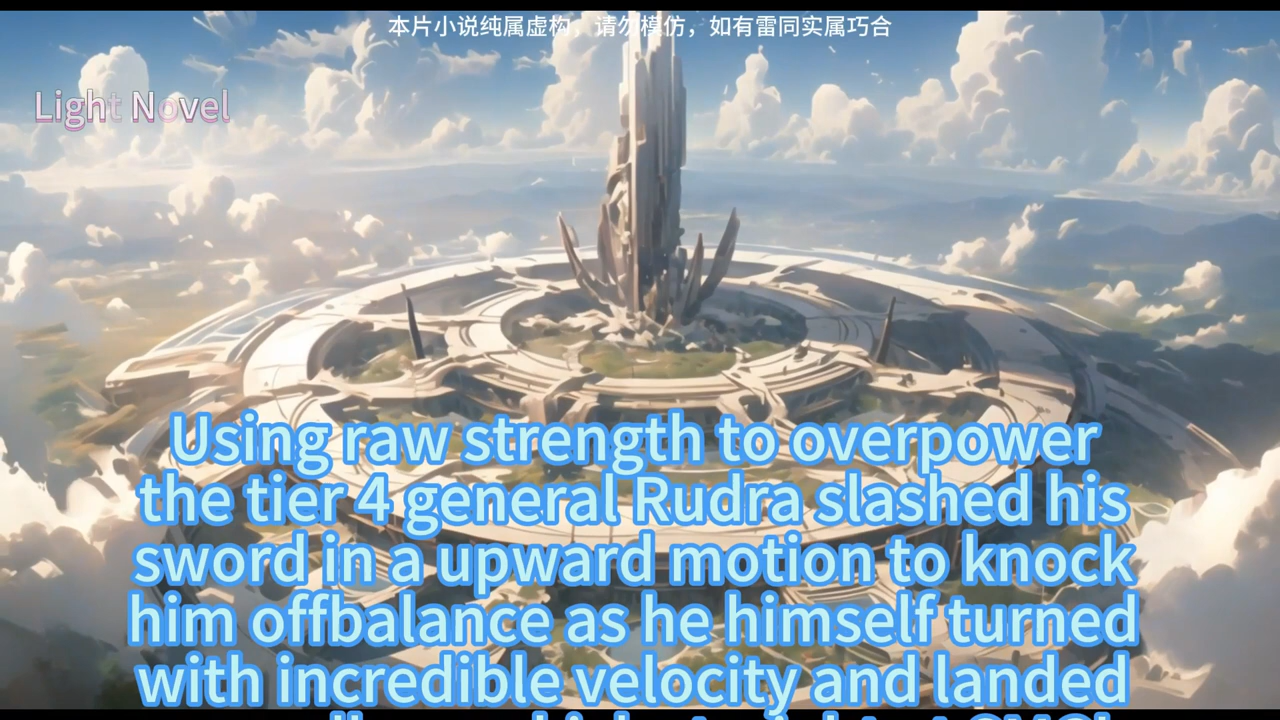 本片小说纯属虚构，请勿模仿，如有雷同实属巧合
Light Novel
Using raw strength to overpower
the tier 4 general Rudra slashed his
sword in a upward motion to knock
him offbalance as he himself turned
with incredible velocity and landed